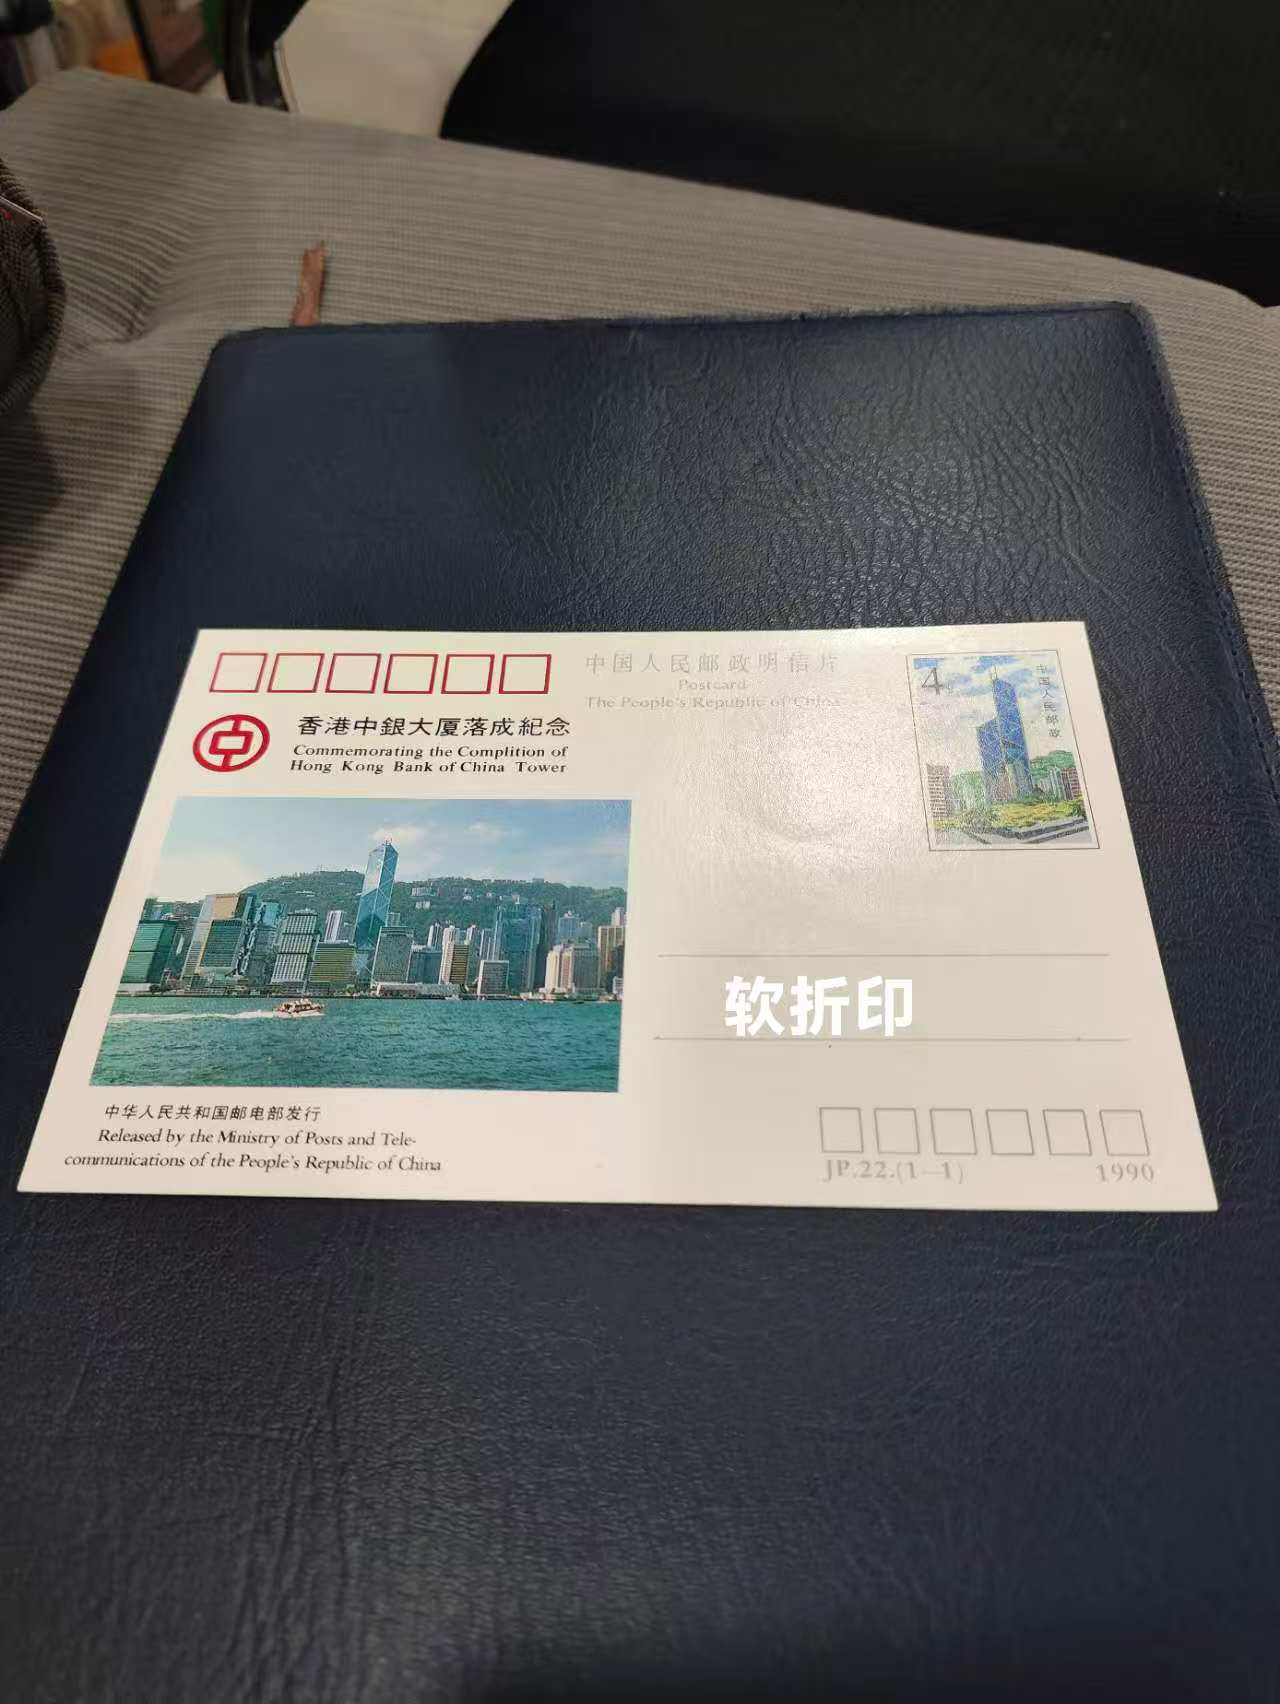 中国人民邮政明信片
Postcard
The People's Republic of China
4
中国人民邮政
香港中銀大厦落成紀念
Commemorating the Complition of
Hong Kong Bank of China Tower
软折印
中华人民共和国邮电部发行
Released by the Ministry of Posts and Tele-
communications of the People's Republic of China
JP.22.(1—1)
1990